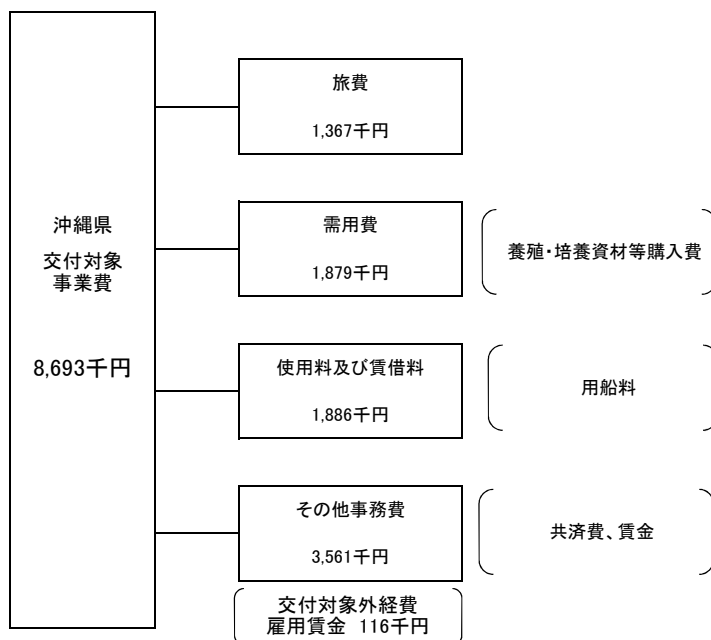 沖縄県
交付対象
事業費
8,693千円
旅費
1,367千円
需用費
1,879千円
養殖・培養資材等購入費
使用料及び賃借料
1,886千円
用船料
その他事務費
3,561千円
共済費、賃金
交付対象外経費
雇用賃金 116千円